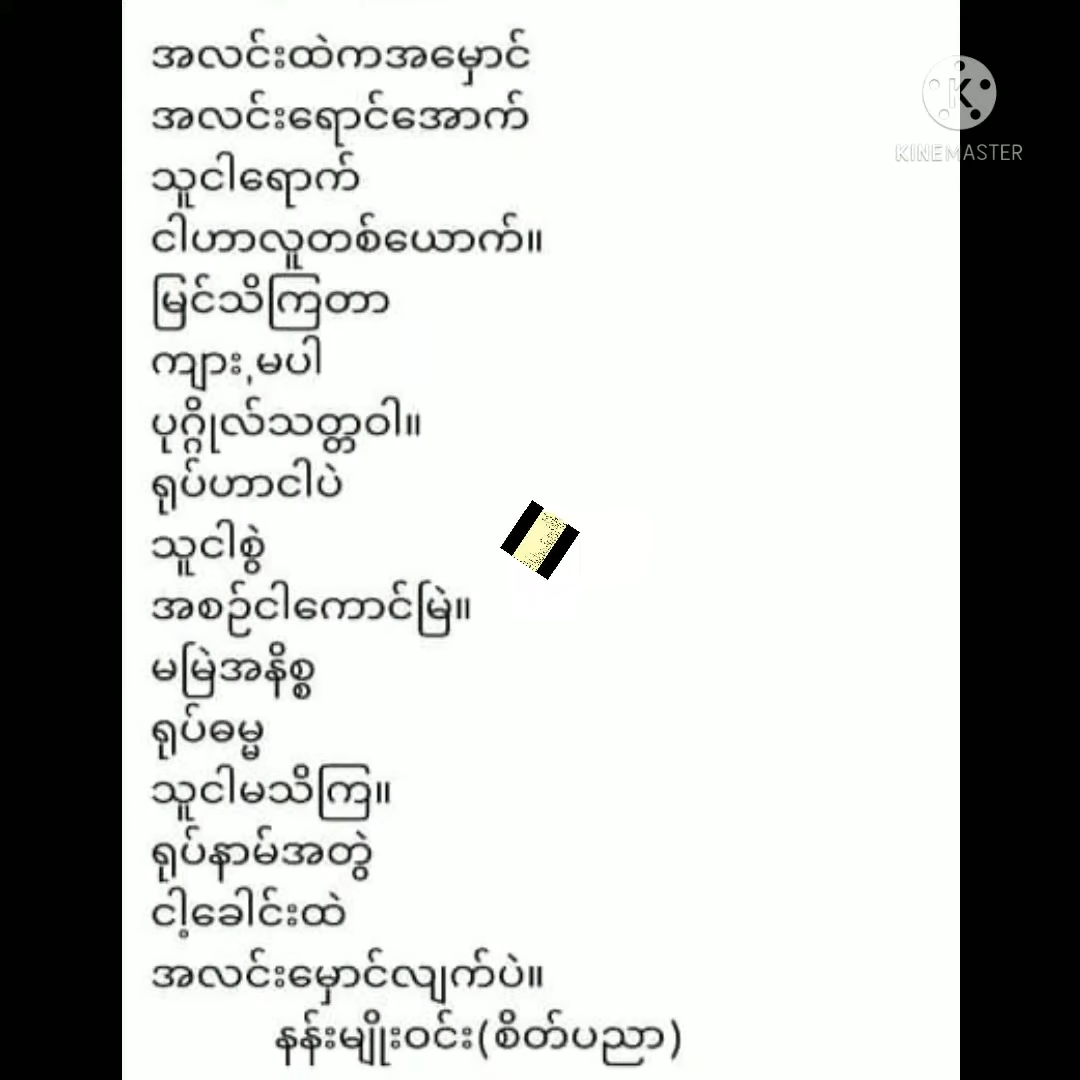 အလင်းထဲကအမှောင်
အလင်းရောင်အောက်
သူငါရောက်
ငါဟာလူတစ်ယောက်။
မြင်သိကြတာ
ကျား,မပါ
ပုဂ္ဂိုလ်သတ္တဝါ။
ရုပ်ဟာငါပဲ
သူငါစွဲ
အစဉ်ငါကောင်မြဲ။
မမြဲအနိစ္စ
ရုပ်ဓမ္မ
သူငါမသိကြ။
ရုပ်နာမ်အတွဲ
ငါ့ခေါင်းထဲ
အလင်းမှောင်လျက်ပဲ။
နန်းမျိုးဝင်း(စိတ်ပညာ)
KINEMASTER